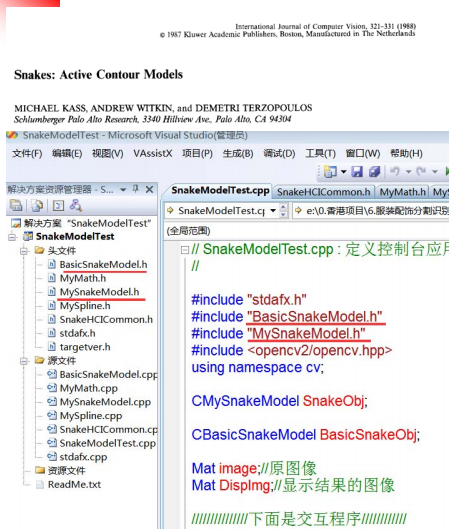 International Journal of Computer Vision, 321-331 (1988)
© 1987 Kluwer Academic Publishers, Boston, Manufactured in The Netherlands
Snakes: Active Contour Models
MICHAEL KASS, ANDREW WITKIN, and DEMETRI TERZOPOULOS
Schlumberger Palo Alto Research, 3340 Hillview Ave., Palo Alto, CA 94304
SnakeModelTest - Microsoft Visual Studio(管理员)
文件(F) 编辑(E) 视图(V) VAssistX 项目(P) 生成(B) 调试(D) 工具(T) 窗口(W) 帮助(H)
解决方案资源管理器 - S...
解决方案 "SnakeModelTest"
SnakeModelTest
头文件
BasicSnakeModel.h
MyMath.h
MySnakeModel.h
MySpline.h
SnakeHCICommon.h
stdafx.h
targetver.h
源文件
BasicSnakeModel.cpp
MyMath.cpp
MySnakeModel.cpp
MySpline.cpp
SnakeHCICommon.cp
SnakeModelTest.cpp
stdafx.cpp
资源文件
ReadMe.txt
SnakeModelTest.cpp SnakeHCICommon.h MyMath.h MyS
SnakeModelTest.cp e:\0.香港项目\6.服装配饰分割识别
(全局范围)
// SnakeModelTest.cpp : 定义控制台应用
//
#include "stdafx.h"
#include "BasicSnakeModel.h"
#include "MySnakeModel.h"
#include <opencv2/opencv.hpp>
using namespace cv;
CMySnakeModel SnakeObj;
CBasicSnakeModel BasicSnakeObj;
Mat image;//原图像
Mat DispImg;//显示结果的图像
///////////////下面是交互程序////////////